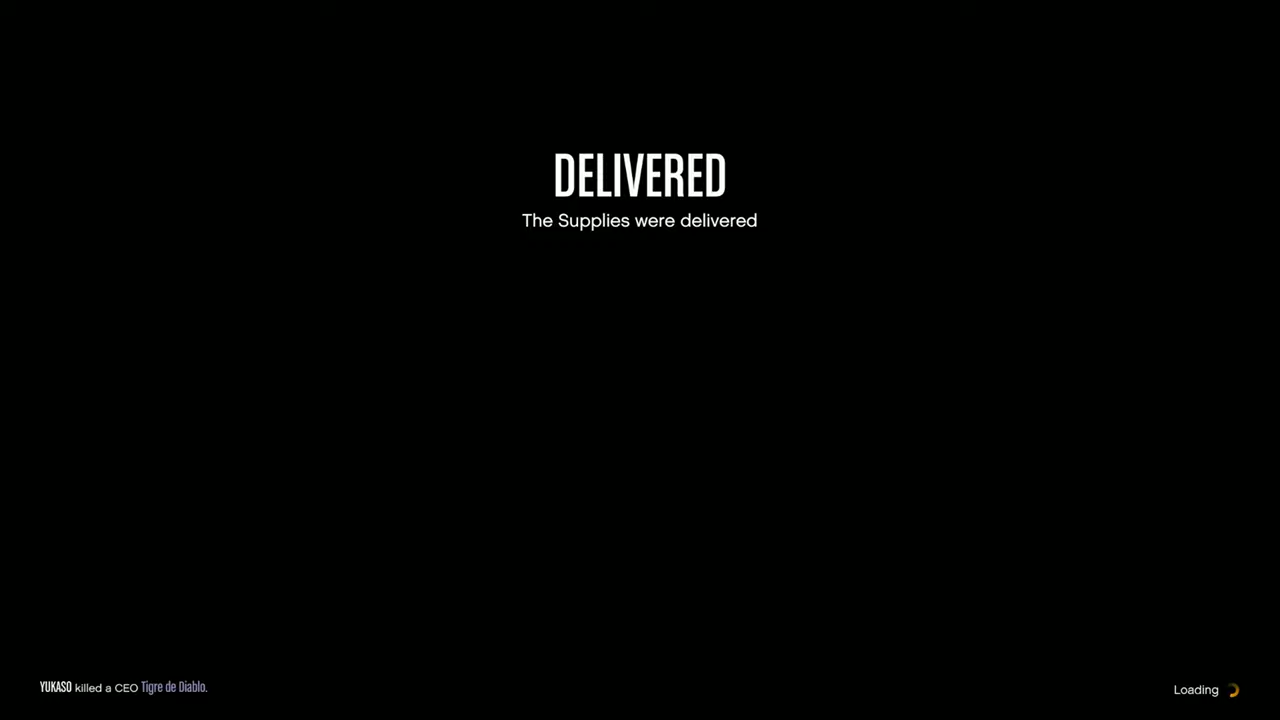 DELIVERED
The Supplies were delivered
YUKASO killed a CEO Tigre de Diablo.
Loading